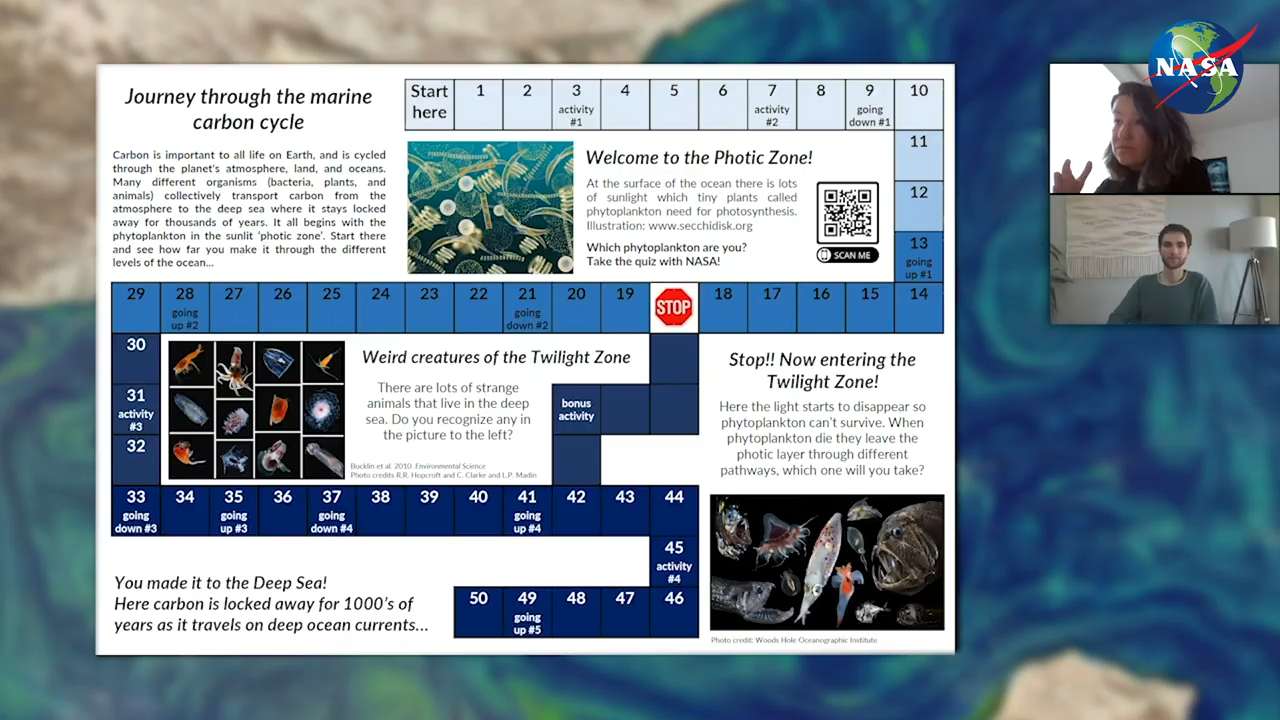 Journey through the marine
carbon cycle
Carbon is important to all life on Earth, and is cycled
through the planet's atmosphere, land, and oceans.
Many different organisms (bacteria, plants, and
animals) collectively transport carbon from the
atmosphere to the deep sea where it stays locked
away for thousands of years. It all begins with the
phytoplankton in the sunlit 'photic zone'. Start there
and see how far you make it through the different
levels of the ocean...
Start
here
1
2
3
activity
#1
4
5
6
7
activity
#2
8
9
going
down #1
10
11
12
13
going
up #1
Welcome to the Photic Zone!
At the surface of the ocean there is lots
of sunlight which tiny plants called
phytoplankton need for photosynthesis.
Illustration: www.secchidisk.org
Which phytoplankton are you?
Take the quiz with NASA!
SCAN ME
NASA
29
28
going
up #2
27
26
25
24
23
22
21
going
down #2
20
19
STOP
18
17
16
15
14
30
31
activity
#3
32
Weird creatures of the Twilight Zone
There are lots of strange
animals that live in the deep
sea. Do you recognize any in
the picture to the left?
Bucklin et al. 2010. Environmental Science
Photo credits R.R. Hopcroft and C. Clarke and L.P. Madin
bonus
activity
Stop!! Now entering the
Twilight Zone!
Here the light starts to disappear so
phytoplankton can't survive. When
phytoplankton die they leave the
photic layer through different
pathways, which one will you take?
33
going
down #3
34
35
going
up #3
36
37
going
down #4
38
39
40
41
going
up #4
42
43
44
45
activity
#4
You made it to the Deep Sea!
Here carbon is locked away for 1000's of
years as it travels on deep ocean currents...
50
49
going
up #5
48
47
46
Photo credit: Woods Hole Oceanographic Institute